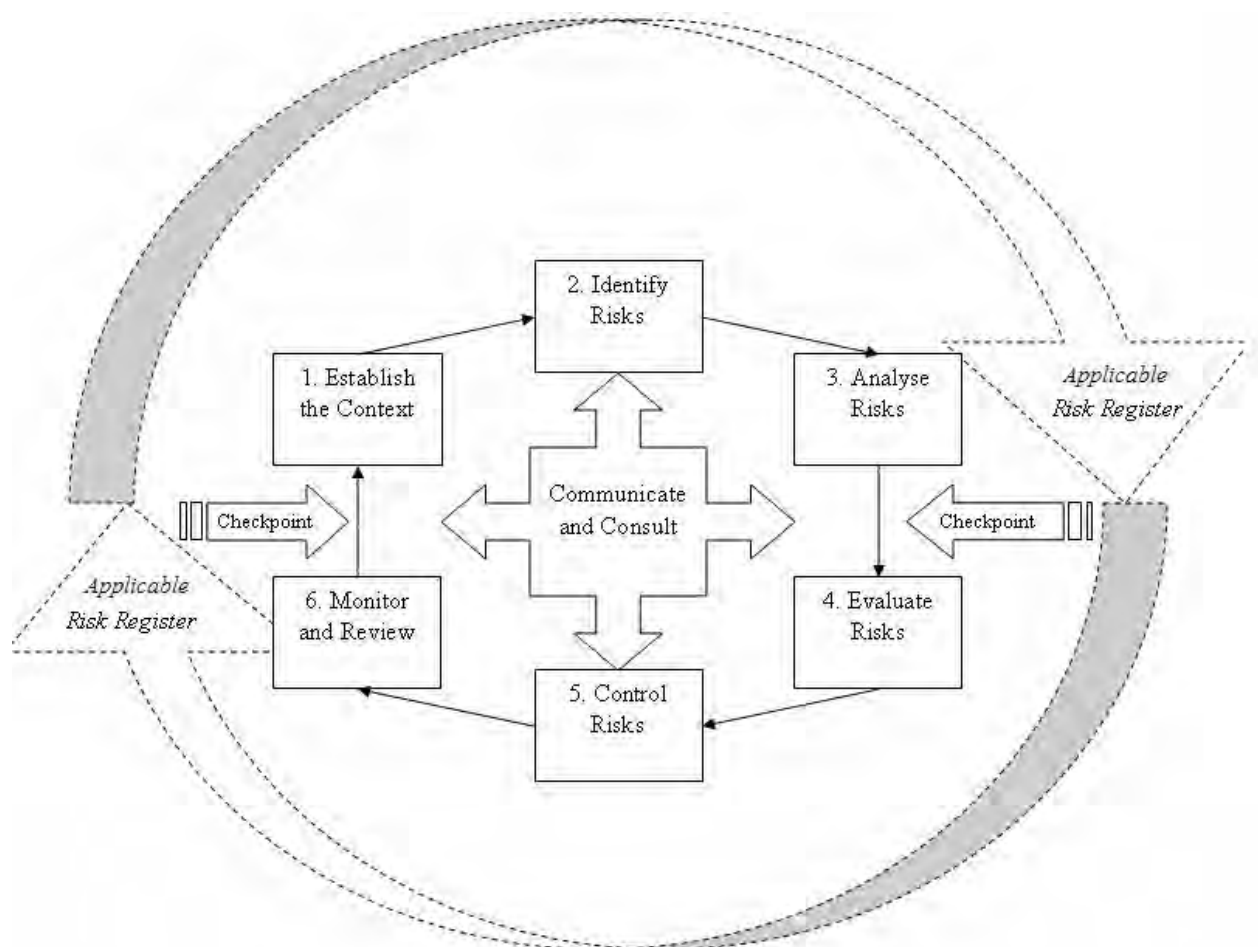 2. Identify
Risks
1. Establish
the Context
3. Analyse
Risks
Applicable
Risk Register
Communicate
and Consult
Checkpoint
Checkpoint
Applicable
Risk Register
6. Monitor
and Review
4. Evaluate
Risks
5. Control
Risks